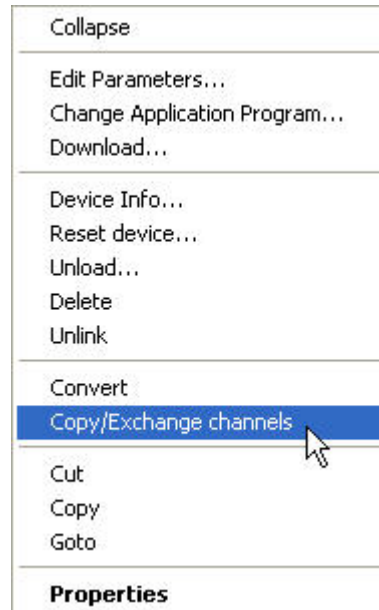 Collapse
Edit Parameters...
Change Application Program...
Download...
Device Info...
Reset device...
Unload...
Delete
Unlink
Convert
Copy/Exchange channels
Cut
Copy
Goto
Properties